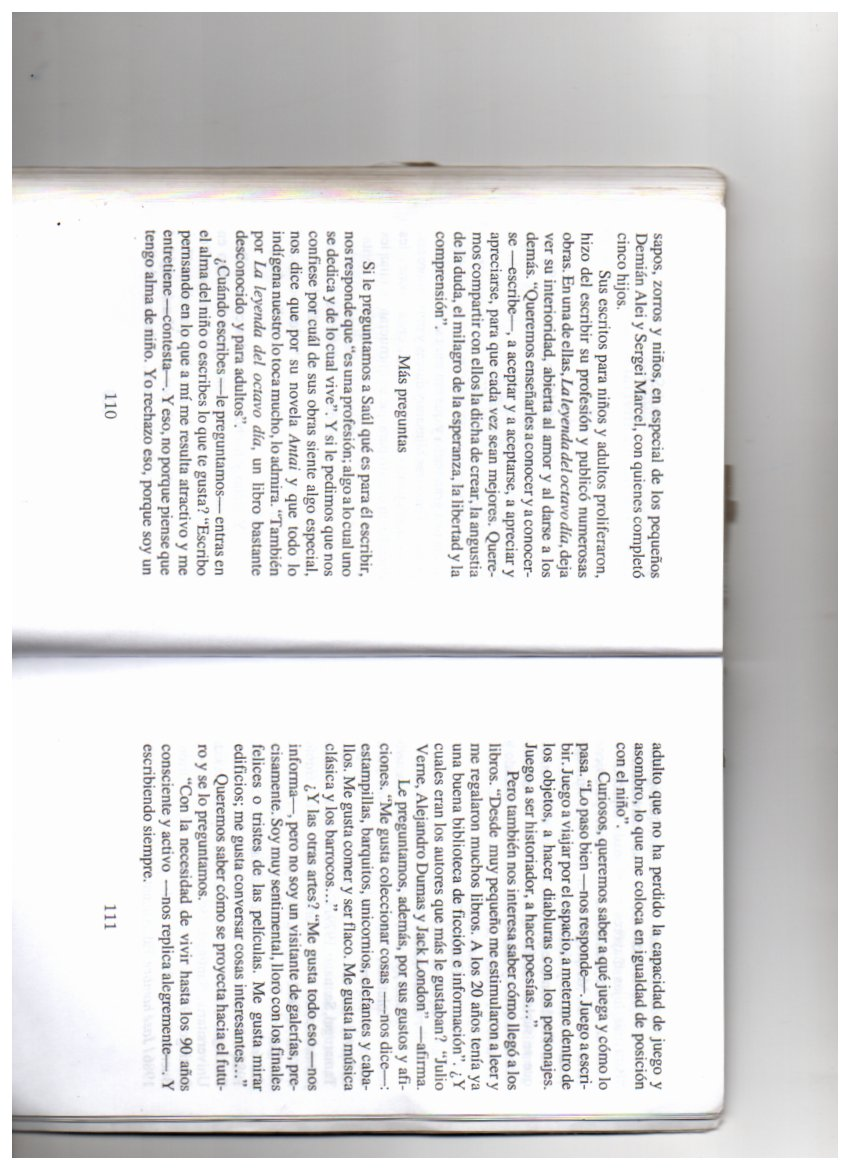 sapos, zorros y niños, en especial de los pequeños
Demián Alei y Sergei Marcel, con quienes completó
cinco hijos.
Sus escritos para niños y adultos proliferaron,
hizo del escribir su profesión y publicó numerosas
obras. En una de ellas, La leyenda del octavo día, deja
ver su interioridad, abierta al amor y al darse a los
demás. “Queremos enseñarles a conocer y a conocer-
se —escribe—, a aceptar y a aceptarse, a apreciar y
apreciarse, para que cada vez sean mejores. Quere-
mos compartir con ellos la dicha de crear, la angustia
de la duda, el milagro de la esperanza, la libertad y la
comprensión”.
Más preguntas
Si le preguntamos a Saúl qué es para él escribir,
nos responde que “es una profesión; algo a lo cual uno
se dedica y de lo cual vive”. Y si le pedimos que nos
confiese por cuál de sus obras siente algo especial,
nos dice que por su novela Antai y que todo lo
indígena nuestro lo toca mucho, lo admira. “También
por La leyenda del octavo día, un libro bastante
desconocido y para adultos”.
¿Cuándo escribes —le preguntamos— entras en
el alma del niño o escribes lo que te gusta? “Escribo
pernsando en lo que a mí me resulta atractivo y me
entretiene —contesta—. Y eso, no porque piense que
tengo alma de niño. Yo rechazo eso, porque soy un
110
adulto que no ha perdido la capacidad de juego y
asombro, lo que me coloca en igualdad de posición
con el niño”.
Curiosos, queremos saber a qué juega y cómo lo
pasa. “Lo paso bien —nos responde—. Juego a escri-
bir. Juego a viajar por el espacio, a meterme dentro de
los objetos, a hacer diabluras con los personajes.
Juego a ser historiador, a hacer poesías...”
Pero también nos interesa saber cómo llegó a los
libros. “Desde muy pequeño me estimularon a leer y
me regalaron muchos libros. A los 20 años tenía ya
una buena biblioteca de ficción e información”. ¿Y
cuales eran los autores que más le gustaban? “Julio
Verne, Alejandro Dumas y Jack London” —afirma.
Le preguntamos, además, por sus gustos y afi-
ciones. “Me gusta coleccionar cosas —nos dice—:
estampillas, barquitos, unicornios, elefantes y caba-
llos. Me gusta comer y ser flaco. Me gusta la música
clásica y los barrocos...”
¿Y las otras artes? “Me gusta todo eso —nos
informa—, pero no soy un visitante de galerías, pre-
cisamente. Soy muy sentimental, lloro con los finales
felices o tristes de las películas. Me gusta mirar
edificios; me gusta conversar cosas interesantes...”
Queremos saber cómo se proyecta hacia el futu-
ro y se lo preguntamos.
“Con la necesidad de vivir hasta los 90 años
consciente y activo —nos replica alegremente—. Y
escribiendo siempre.
111